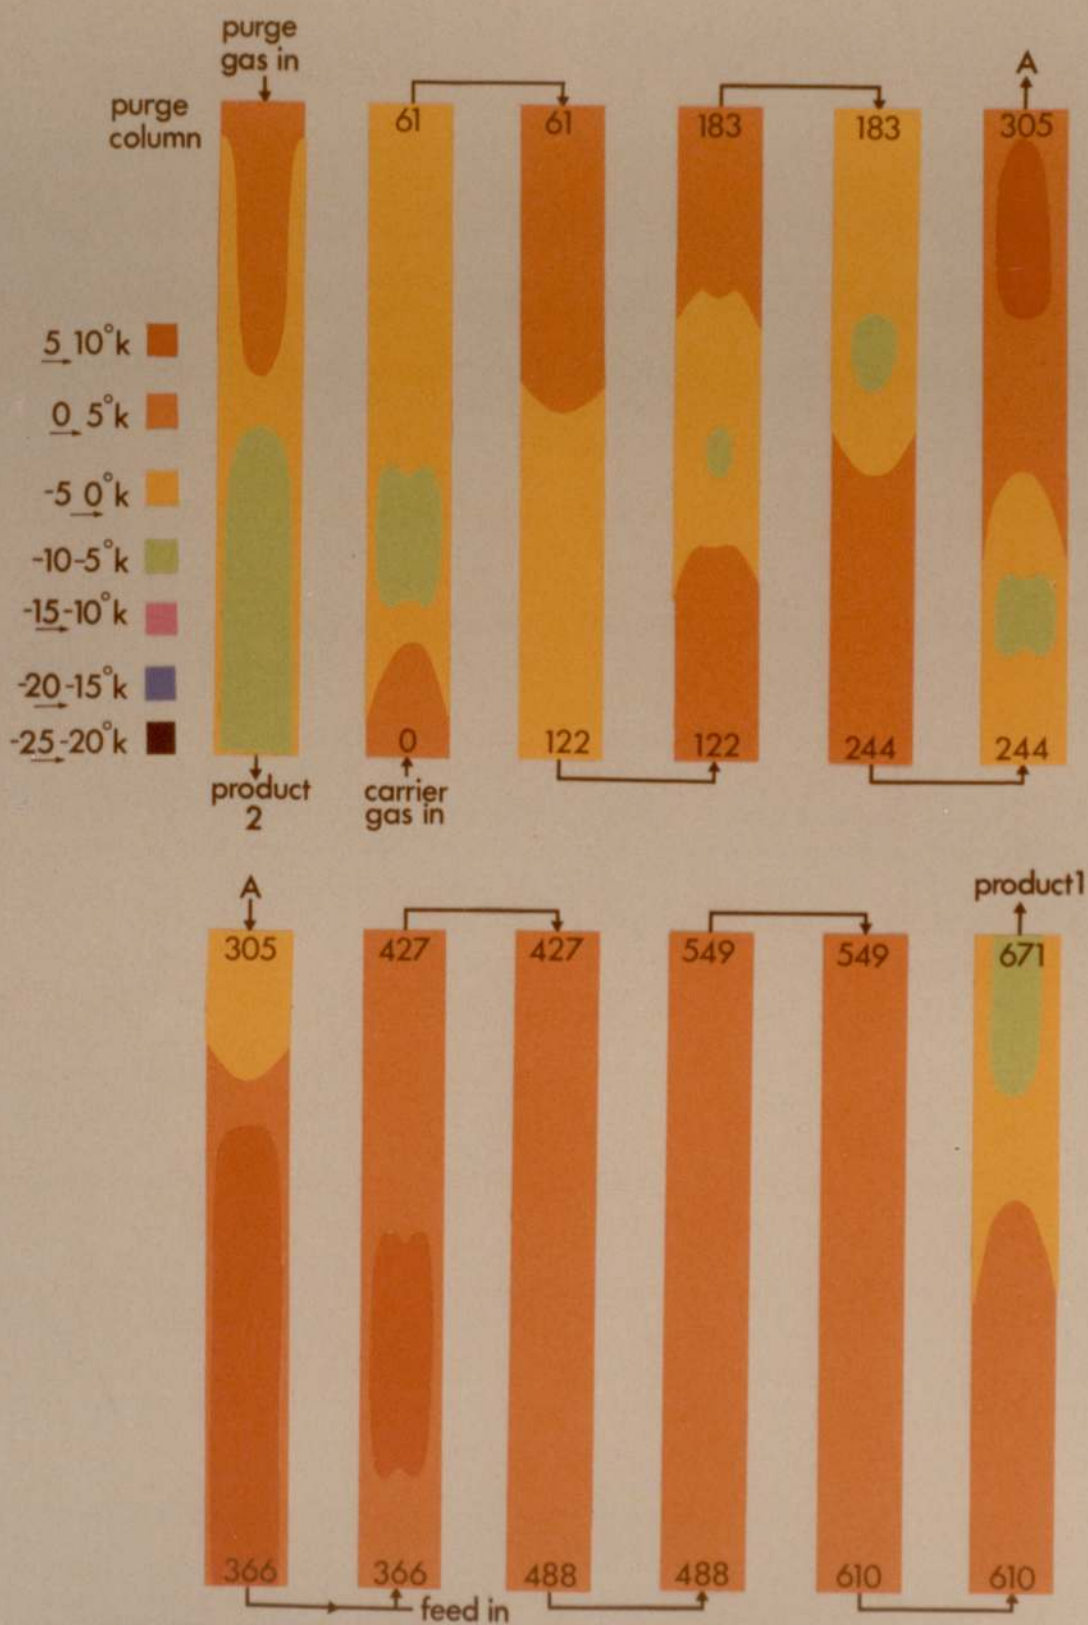 purge
gas in
purge
column
61
61
183
183
A
305
5 10°k
0 5°k
-5 0°k
-10-5°k
-15-10°k
-20-15°k
-25-20°k
0
122
122
244
244
product
2
carrier
gas in
A
product1
305
427
427
549
549
671
366
366
488
488
610
610
feed in